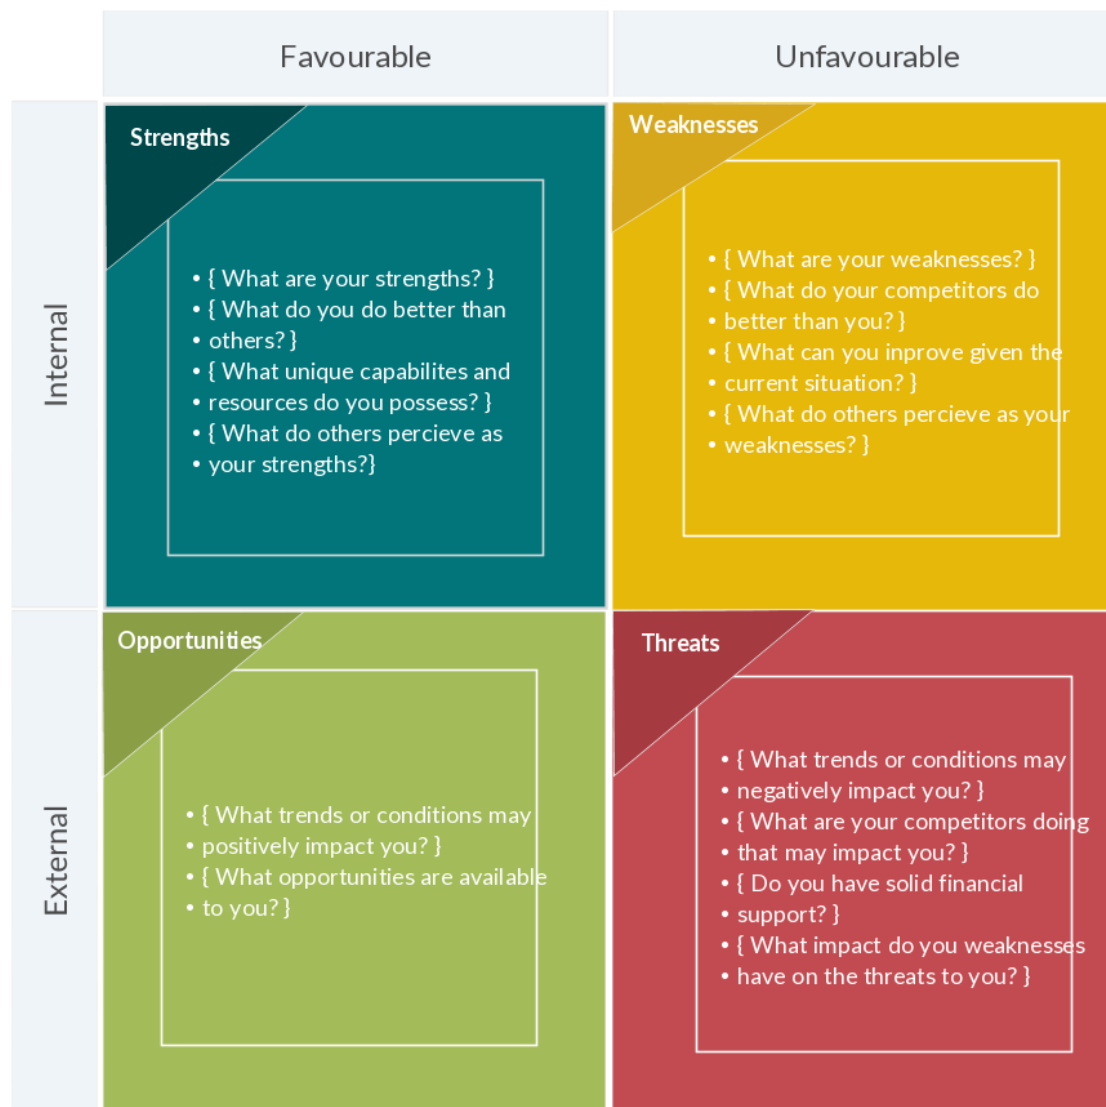 Favourable
Unfavourable
Internal
Strengths
• { What are your strengths? }
• { What do you do better than
• others? }
• { What unique capabilites and
• resources do you possess? }
• { What do others percieve as
• your strengths?}
Weaknesses
• { What are your weaknesses? }
• { What do your competitors do
• better than you? }
• { What can you inprove given the
• current situation? }
• { What do others percieve as your
• weaknesses? }
External
Opportunities
• { What trends or conditions may
• positively impact you? }
• { What opportunities are available
• to you? }
Threats
• { What trends or conditions may
• negatively impact you? }
• { What are your competitors doing
• that may impact you? }
• { Do you have solid financial
• support? }
• { What impact do you weaknesses
• have on the threats to you? }